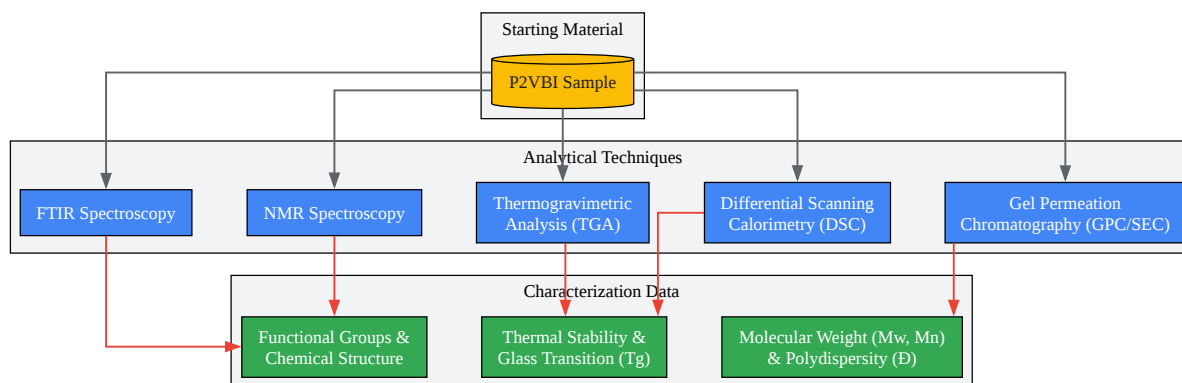 Starting Material
P2VBI Sample
Analytical Techniques
FTIR Spectroscopy
NMR Spectroscopy
Thermogravimetric
Analysis (TGA)
Differential Scanning
Calorimetry (DSC)
Gel Permeation
Chromatography (GPC/SEC)
Characterization Data
Functional Groups &
Chemical Structure
Thermal Stability &
Glass Transition (Tg)
Molecular Weight (Mw, Mn)
& Polydispersity (Đ)